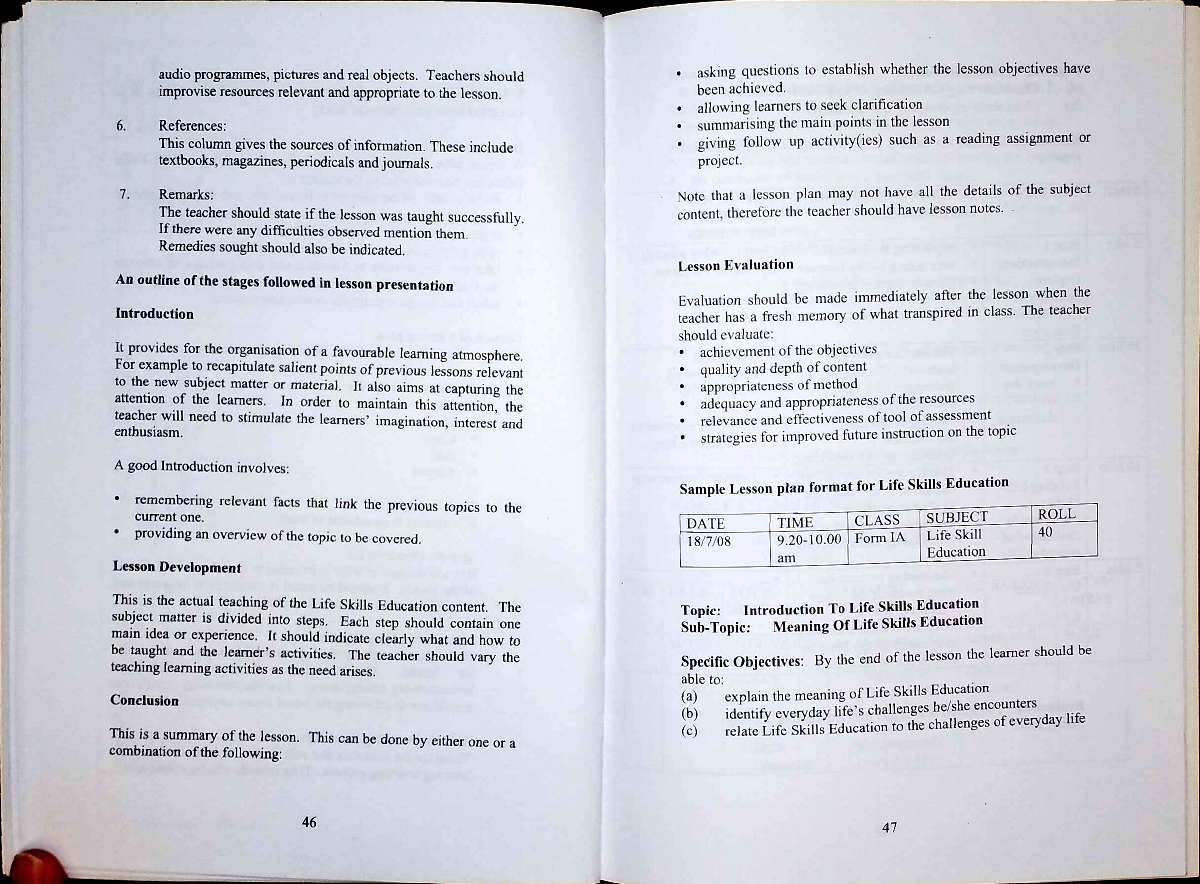 audio programmes, pictures and real objects. Teachers should
improvise resources relevant and appropriate to the lesson.
6. References:
This column gives the sources of information. These include
textbooks, magazines, periodicals and journals.
7. Remarks:
The teacher should state if the lesson was taught successfully.
If there were any difficulties observed mention them.
Remedies sought should also be indicated.
An outline of the stages followed in lesson presentation
Introduction
It provides for the organisation of a favourable learning atmosphere.
For example to recapitulate salient points of previous lessons relevant
to the new subject matter or material. It also aims at capturing the
attention of the learners. In order to maintain this attention, the
teacher will need to stimulate the learners' imagination, interest and
enthusiasm.
A good Introduction involves:
• remembering relevant facts that link the previous topics to the
current one.
• providing an overview of the topic to be covered.
Lesson Development
This is the actual teaching of the Life Skills Education content. The
subject matter is divided into steps. Each step should contain one
main idea or experience. It should indicate clearly what and how to
be taught and the learner's activities. The teacher should vary the
teaching learning activities as the need arises.
Conclusion
This is a summary of the lesson. This can be done by either one or a
combination of the following:
46
• asking questions to establish whether the lesson objectives have
been achieved.
• allowing learners to seek clarification
• summarising the main points in the lesson
• giving follow up activity(ies) such as a reading assignment or
project.
Note that a lesson plan may not have all the details of the subject
content, therefore the teacher should have lesson notes.
Lesson Evaluation
Evaluation should be made immediately after the lesson when the
teacher has a fresh memory of what transpired in class. The teacher
should evaluate:
• achievement of the objectives
• quality and depth of content
• appropriateness of method
• adequacy and appropriateness of the resources
• relevance and effectiveness of tool of assessment
• strategies for improved future instruction on the topic
Sample Lesson plan format for Life Skills Education
DATE TIME CLASS SUBJECT ROLL
18/7/08 9.20-10.00 Form IA Life Skill 40
am Education
Topic: Introduction To Life Skills Education
Sub-Topic: Meaning Of Life Skills Education
Specific Objectives: By the end of the lesson the learner should be
able to:
(a) explain the meaning of Life Skills Education
(b) identify everyday life's challenges he/she encounters
(c) relate Life Skills Education to the challenges of everyday life
47